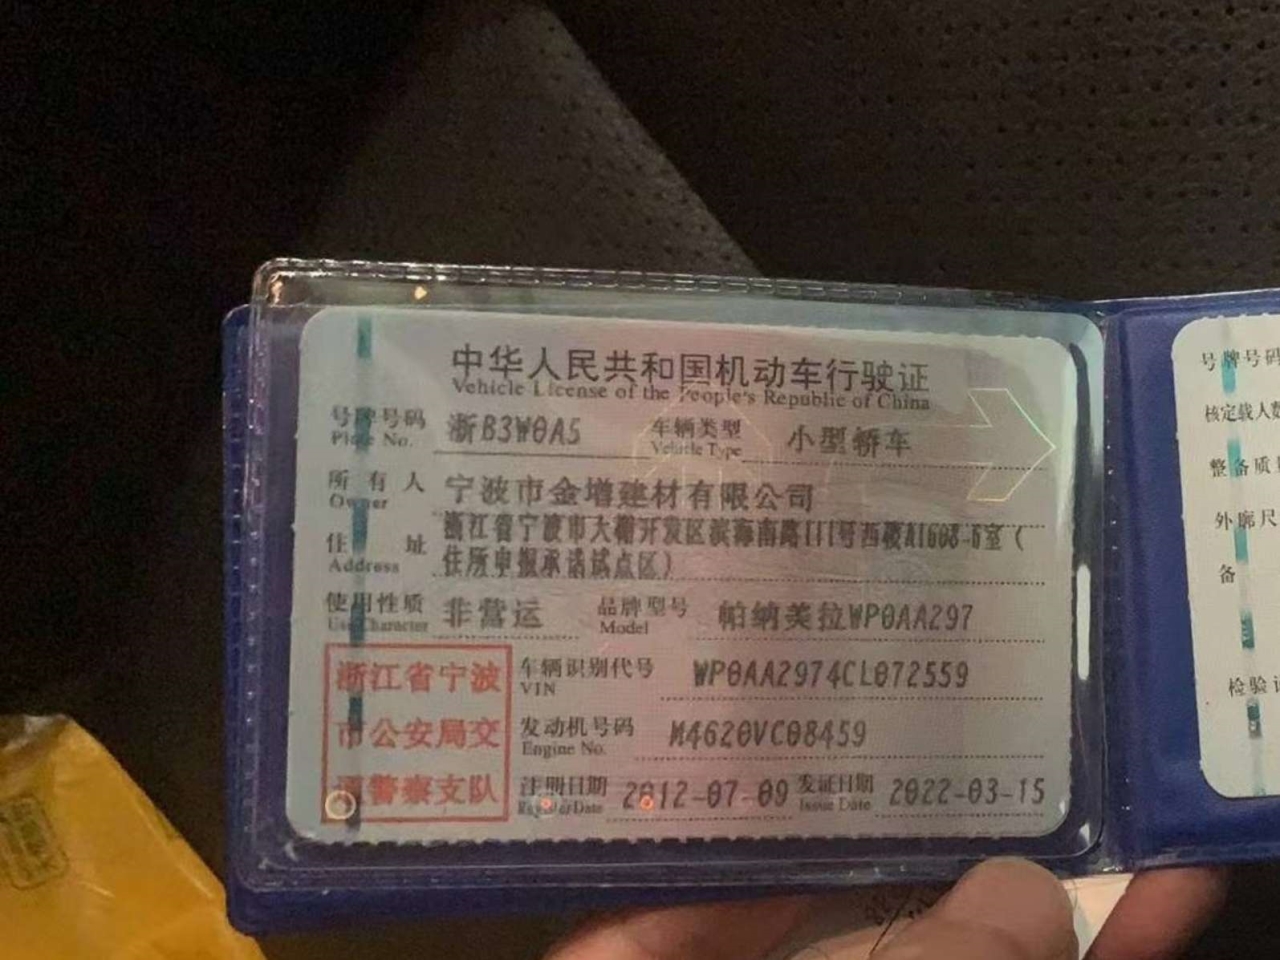 中华人民共和国机动车行驶证
Vehicle License of the People's Republic of China
号牌号码 浙B3W0A5 车辆类型 小型轿车
Plate No. Vehicle Type
所有人 宁波市金增建材有限公司
Owner
住址 浙江省宁波市大榭开发区滨海南路111号西楼A1608-6室（
Address 住所申报承诺试点区）
使用性质 非营运 品牌型号 帕纳美拉WP0AA297
Use Character Model
浙江省宁波 车辆识别代号 WP0AA2974CL072559
VIN
市公安局交 发动机号码 M4620VC08459
Engine No.
通警察支队 注册日期 2012-07-09 发证日期 2022-03-15
Register Date Issue Date
号牌号码
核定载人数
整备质
外廓尺
备
检验记